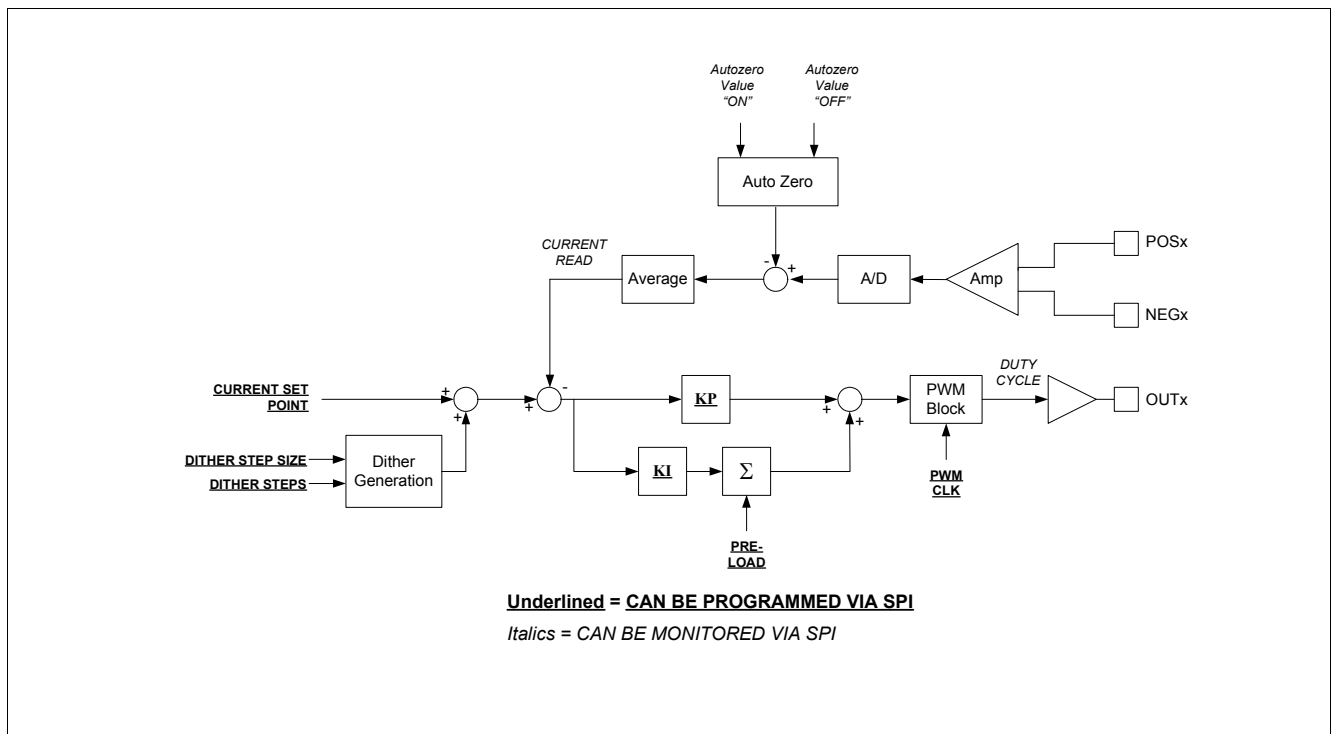 Autozero
Value
“ON”
Autozero
Value
“OFF”
Auto Zero
CURRENT
READ
Average
-
+
A/D
Amp
POSx
NEGx
CURRENT SET
POINT
+
+
+
-
KP
+
+
PWM
Block
DUTY
CYCLE
OUTx
DITHER STEP SIZE
DITHER STEPS
Dither
Generation
KI
Σ
PWM
CLK
PRE-
LOAD
Underlined = CAN BE PROGRAMMED VIA SPI
Italics = CAN BE MONITORED VIA SPI